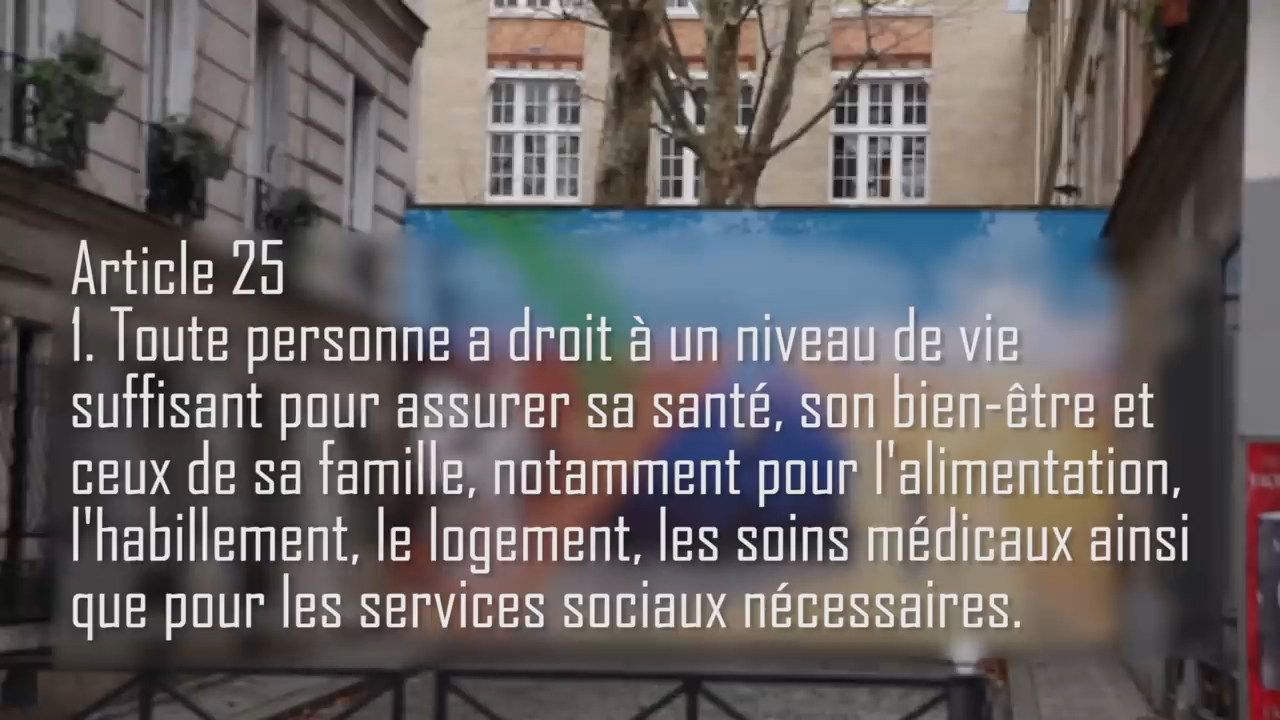 Article 25
1. Toute personne a droit à un niveau de vie
suffisant pour assurer sa santé, son bien-être et
ceux de sa famille, notamment pour l'alimentation,
l'habillement, le logement, les soins médicaux ainsi
que pour les services sociaux nécessaires.